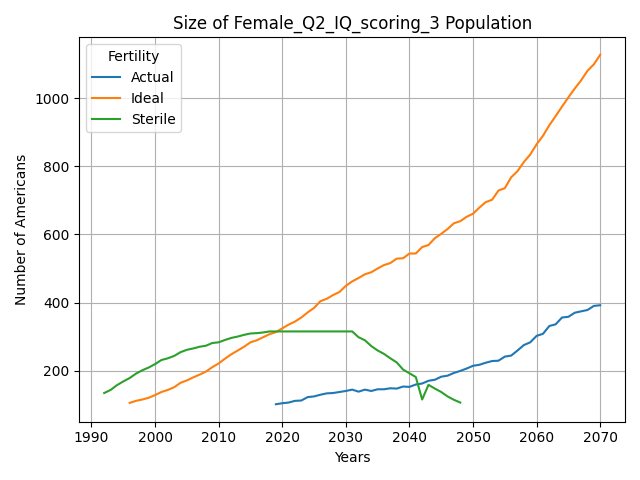 Size of Female_Q2_IQ_scoring_3 Population
Fertility
Actual
Ideal
Sterile
Number of Americans
1000
800
600
400
200
1990 2000 2010 2020 2030 2040 2050 2060 2070
Years